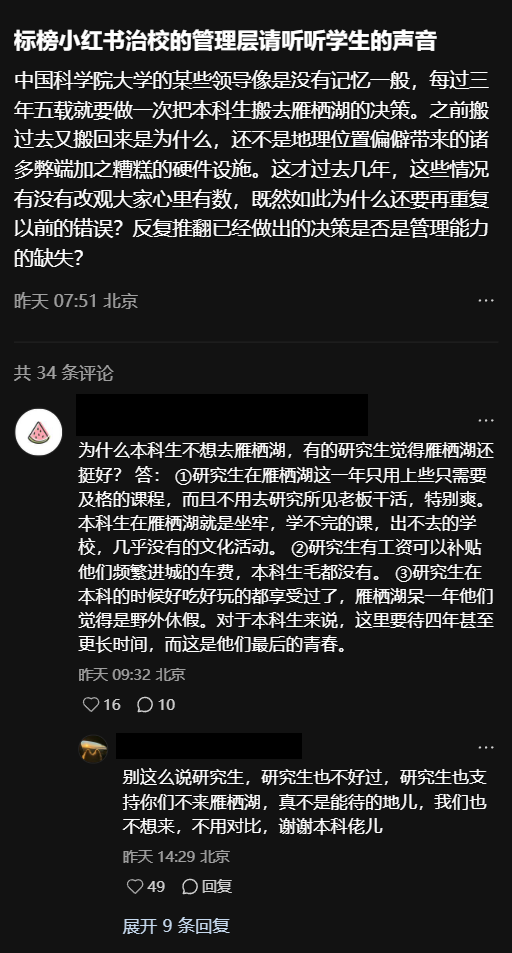 标榜小红书治校的管理层请听听学生的声音
中国科学院大学的某些领导像是没有记忆一般，每过三
年五载就要做一次把本科生搬去雁栖湖的决策。之前搬
过去又搬回来是为什么，还不是地理位置偏僻带来的诸
多弊端加之糟糕的硬件设施。这才过去几年，这些情况
有没有改观大家心里有数，既然如此为什么还要再重复
以前的错误？反复推翻已经做出的决策是否是管理能力
的缺失？
昨天 07:51 北京
共 34 条评论
为什么本科生不想去雁栖湖，有的研究生觉得雁栖湖还
挺好？ 答： ①研究生在雁栖湖这一年只用上些只需要
及格的课程，而且不用去研究所见老板干活，特别爽。
本科生在雁栖湖就是坐牢，学不完的课，出不去的学
校，几乎没有的文化活动。 ②研究生有工资可以补贴
他们频繁进城的车费，本科生毛都没有。 ③研究生在
本科的时候好吃好玩的都享受过了，雁栖湖呆一年他们
觉得是野外休假。对于本科生来说，这里要待四年甚至
更长时间，而这是他们最后的青春。
昨天 09:32 北京
16 10
别这么说研究生，研究生也不好过，研究生也支
持你们不来雁栖湖，真不是能待的地儿，我们也
不想来，不用对比，谢谢本科佬儿
昨天 14:29 北京
49 回复
展开 9 条回复